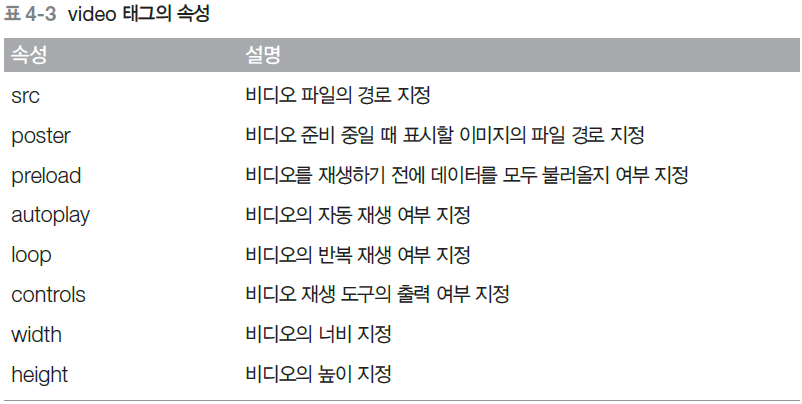 표 4-3 video 태그의 속성
속성 설명
src 비디오 파일의 경로 지정
poster 비디오 준비 중일 때 표시할 이미지의 파일 경로 지정
preload 비디오를 재생하기 전에 데이터를 모두 불러올지 여부 지정
autoplay 비디오의 자동 재생 여부 지정
loop 비디오의 반복 재생 여부 지정
controls 비디오 재생 도구의 출력 여부 지정
width 비디오의 너비 지정
height 비디오의 높이 지정